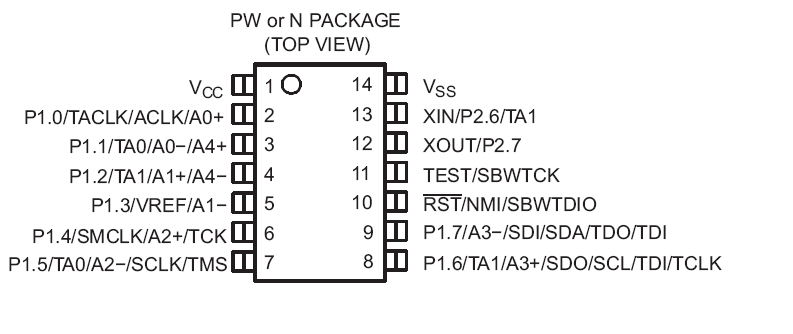 PW or N PACKAGE
(TOP VIEW)
VCC 1 14 VSS
P1.0/TACLK/ACLK/A0+ 2 13 XIN/P2.6/TA1
P1.1/TA0/A0−/A4+ 3 12 XOUT/P2.7
P1.2/TA1/A1+/A4− 4 11 TEST/SBWTCK
P1.3/VREF/A1− 5 10 RST/NMI/SBWTDIO
P1.4/SMCLK/A2+/TCK 6 9 P1.7/A3−/SDI/SDA/TDO/TDI
P1.5/TA0/A2−/SCLK/TMS 7 8 P1.6/TA1/A3+/SDO/SCL/TDI/TCLK